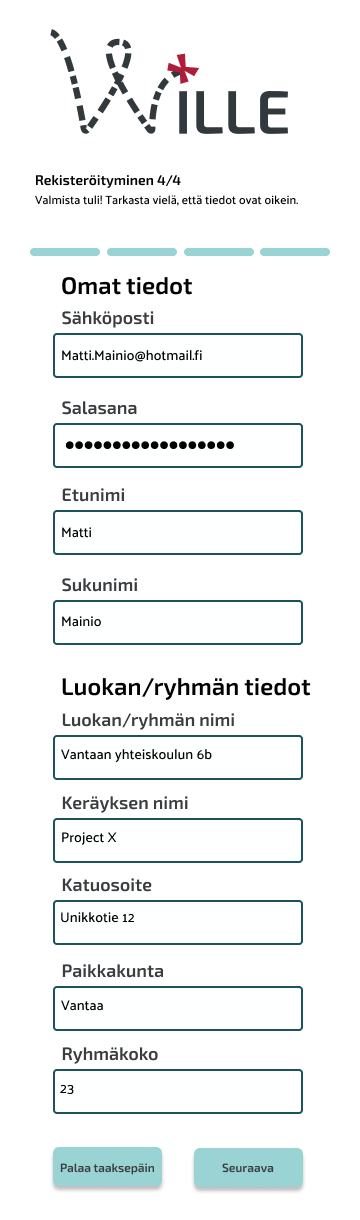 WILLE
Rekisteröityminen 4/4
Valmista tuli! Tarkasta vielä, että tiedot ovat oikein.
Omat tiedot
Sähköposti
Matti.Mainio@hotmail.fi
Salasana
••••••••••••••••••
Etunimi
Matti
Sukunimi
Mainio
Luokan/ryhmän tiedot
Luokan/ryhmän nimi
Vantaan yhteiskoulun 6b
Keräyksen nimi
Project X
Katuosoite
Unikkotie 12
Paikkakunta
Vantaa
Ryhmäkoko
23
Palaa taaksepäin
Seuraava